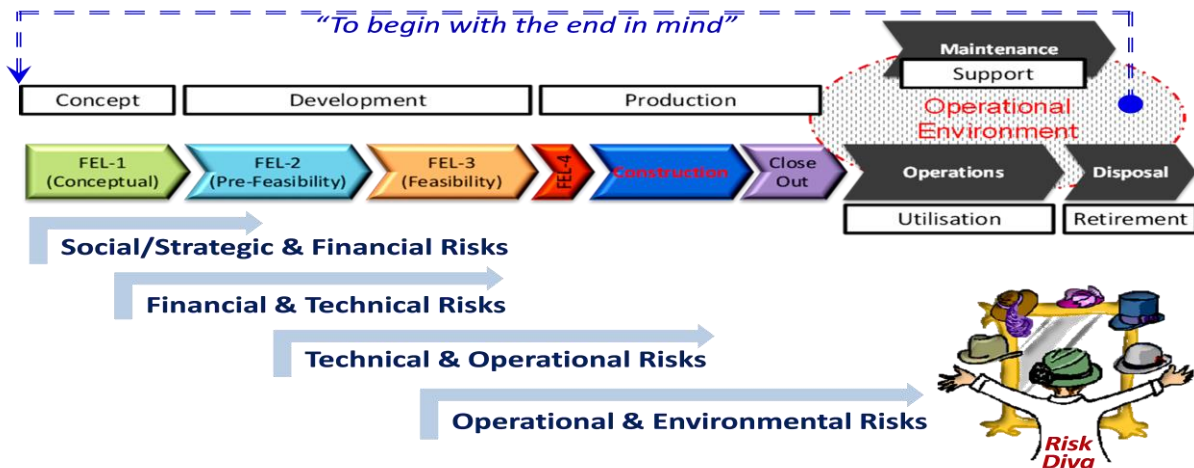 “To begin with the end in mind”
Maintenance
Support
Concept
Development
Production
Operational
Environment
FEL-1
(Conceptual)
FEL-2
(Pre-Feasibility)
FEL-3
(Feasibility)
FEL-4
Construction
Close
Out
Operations
Disposal
Utilisation
Retirement
Social/Strategic & Financial Risks
Financial & Technical Risks
Technical & Operational Risks
Operational & Environmental Risks
Risk
Diva